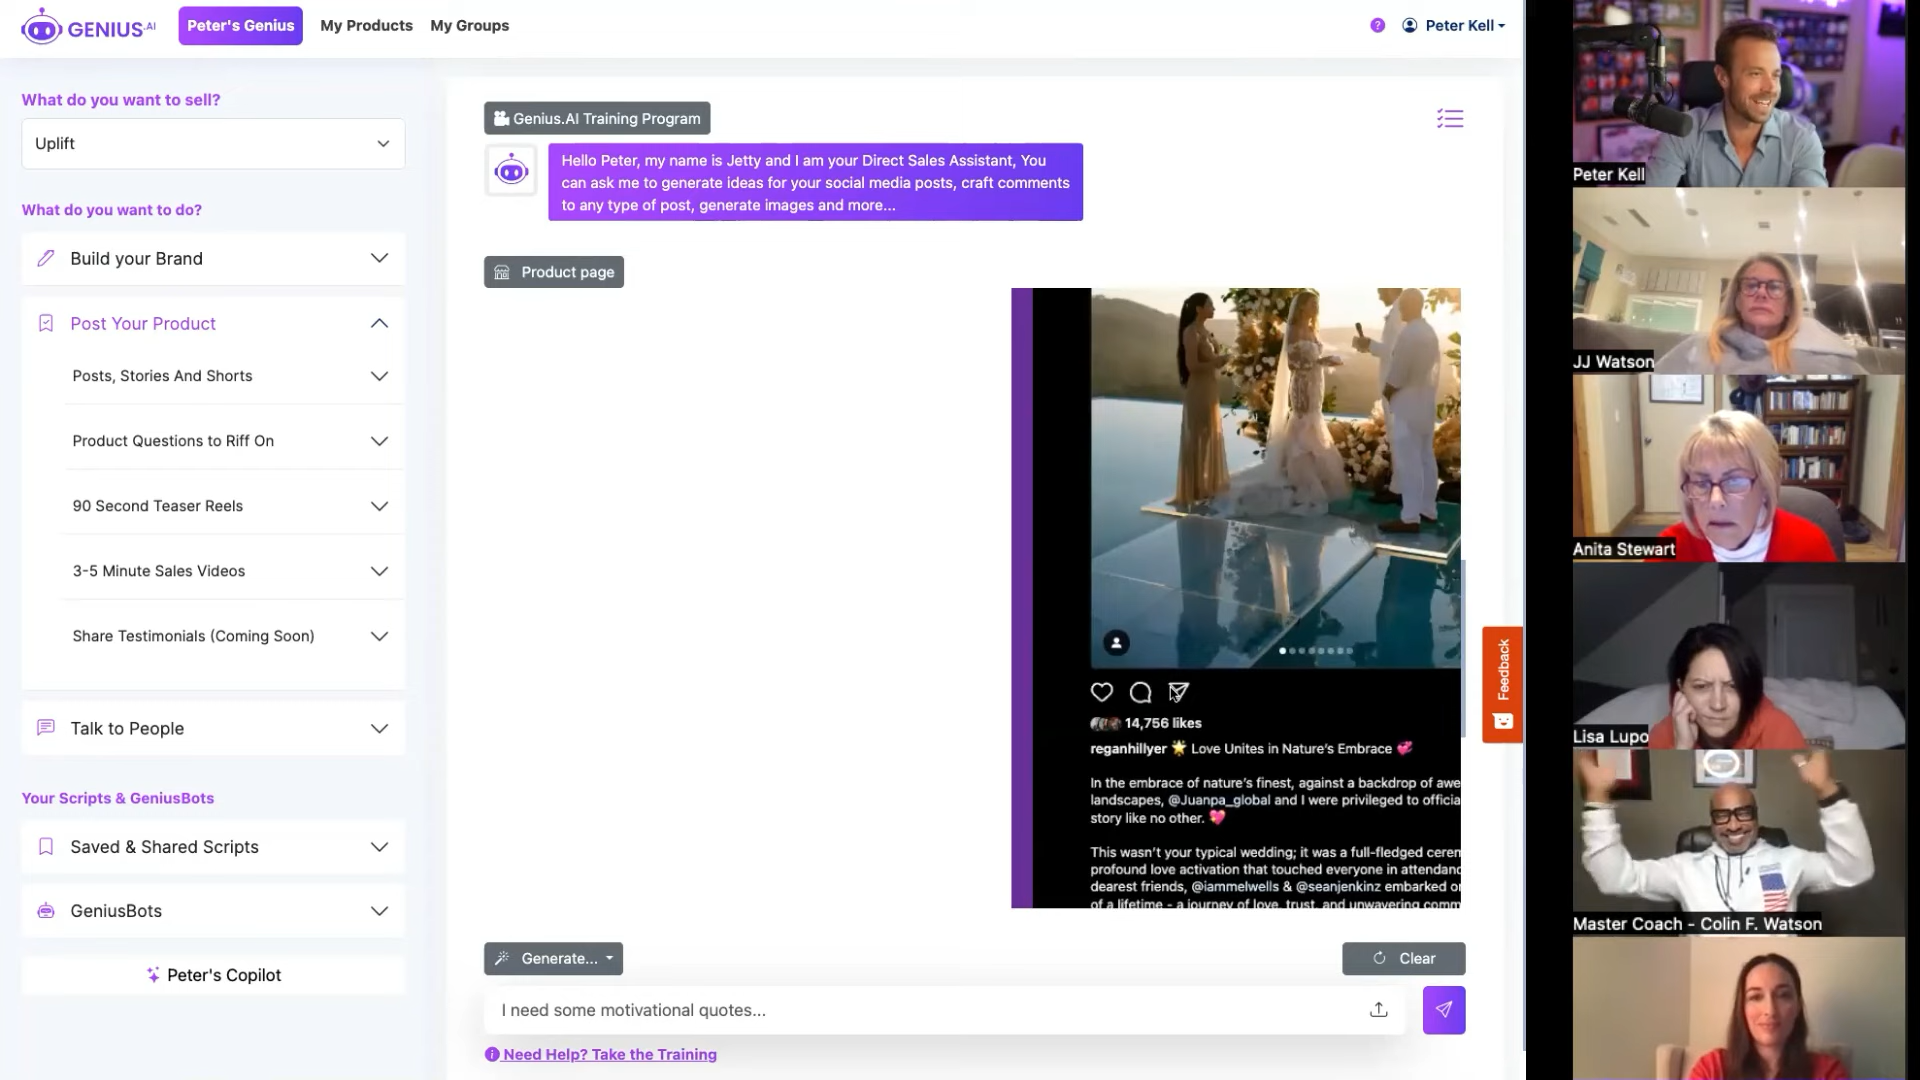 GENIUS.AI
Peter's Genius
My Products
My Groups
?
Peter Kell
What do you want to sell?
Uplift
What do you want to do?
Build your Brand
Post Your Product
Posts, Stories And Shorts
Product Questions to Riff On
90 Second Teaser Reels
3-5 Minute Sales Videos
Share Testimonials (Coming Soon)
Talk to People
Your Scripts & GeniusBots
Saved & Shared Scripts
GeniusBots
Peter's Copilot
Genius.AI Training Program
Hello Peter, my name is Jetty and I am your Direct Sales Assistant, You
can ask me to generate ideas for your social media posts, craft comments
to any type of post, generate images and more...
Product page
14,756 likes
reganhillyer 🌟 Love Unites in Nature's Embrace 💞
In the embrace of nature's finest, against a backdrop of awe
landscapes, @Juanpa_global and I were privileged to officia
story like no other. 💖
This wasn't your typical wedding; it was a full-fledged cerem
profound love activation that touched everyone in attendanc
dearest friends, @iammelwells & @seanjenkinz embarked o
of a lifetime - a journey of love, trust, and unwavering comm
Generate...
Clear
I need some motivational quotes...
Need Help? Take the Training
Feedback
Peter Kell
JJ Watson
Anita Stewart
Lisa Lupo
Master Coach - Colin F. Watson